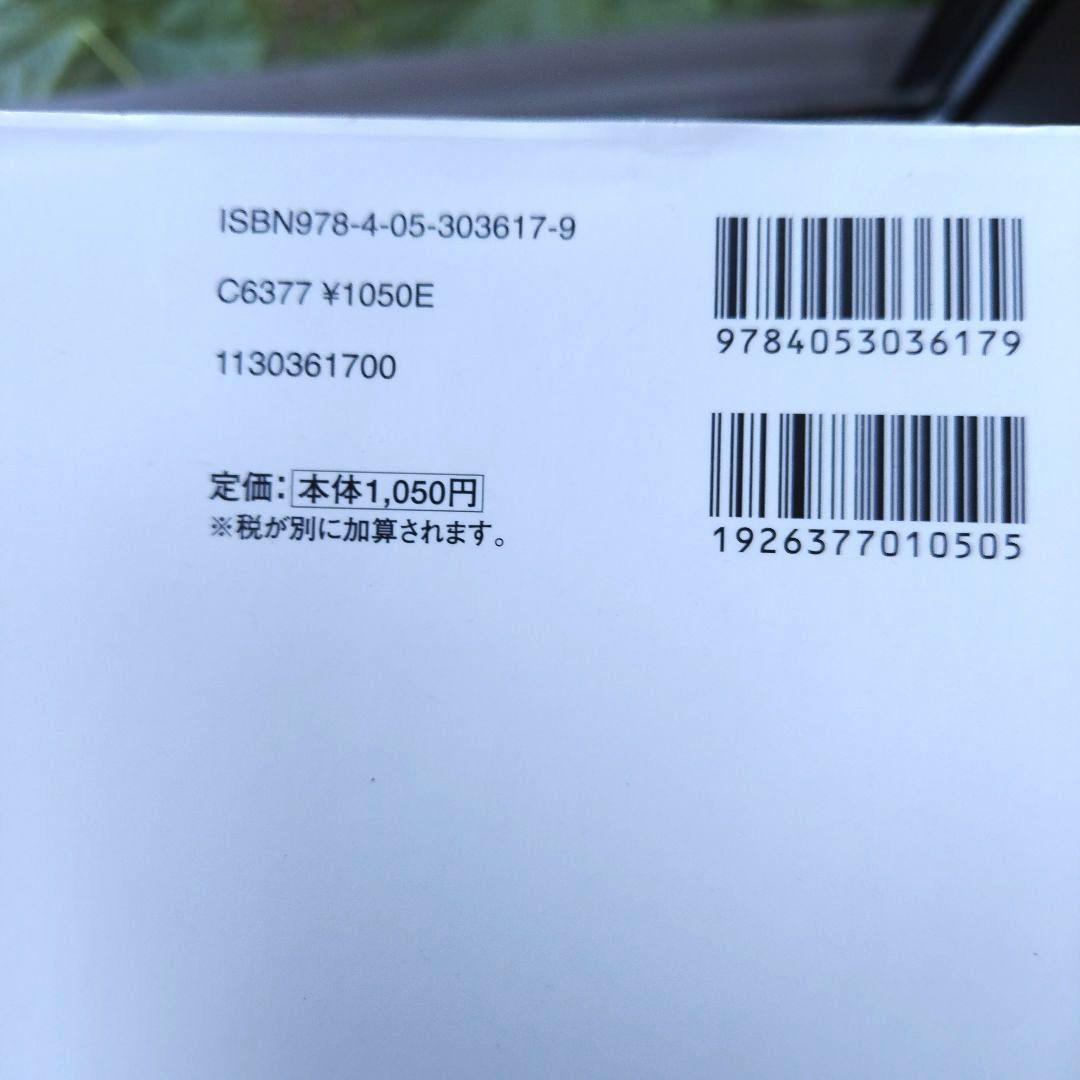 ISBN978-4-05-303617-9
C6377 ¥1050E
1130361700
定価：本体1,050円
※税が別に加算されます。
9784053036179
1926377010505